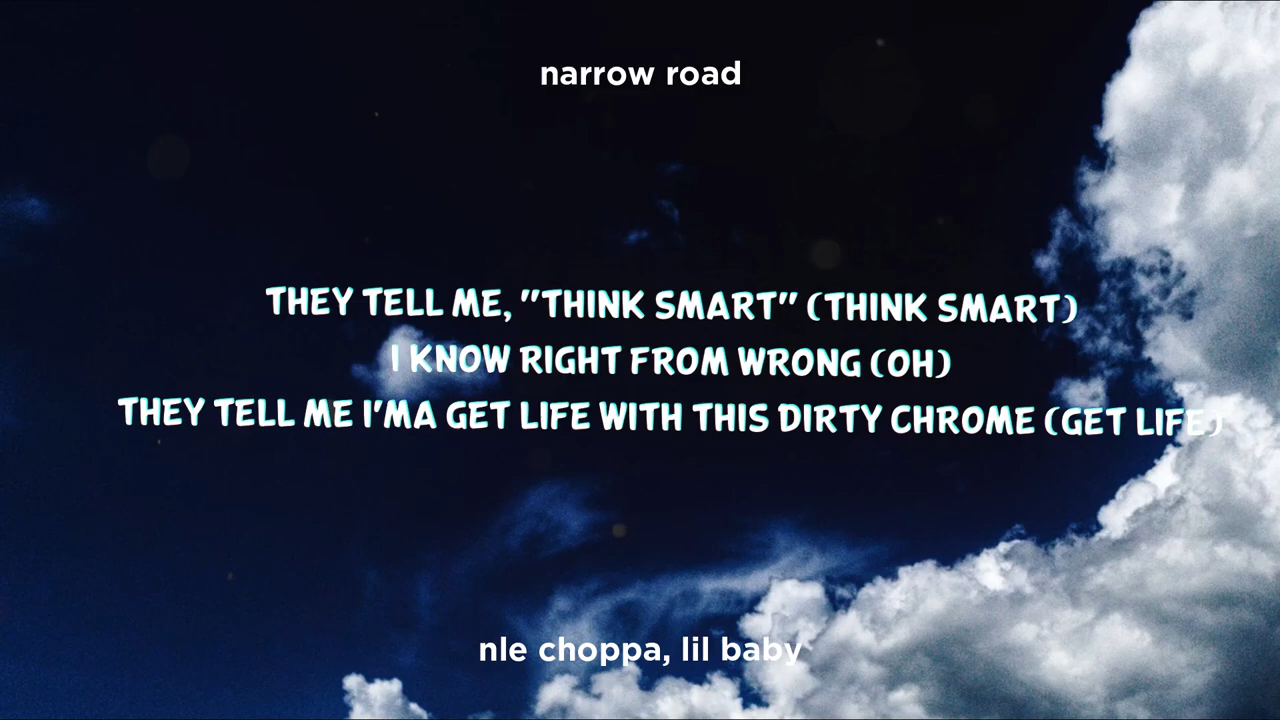 narrow road
THEY TELL ME, "THINK SMART" (THINK SMART)
I KNOW RIGHT FROM WRONG (OH)
THEY TELL ME I'MA GET LIFE WITH THIS DIRTY CHROME (GET LIFE)
nle choppa, lil baby